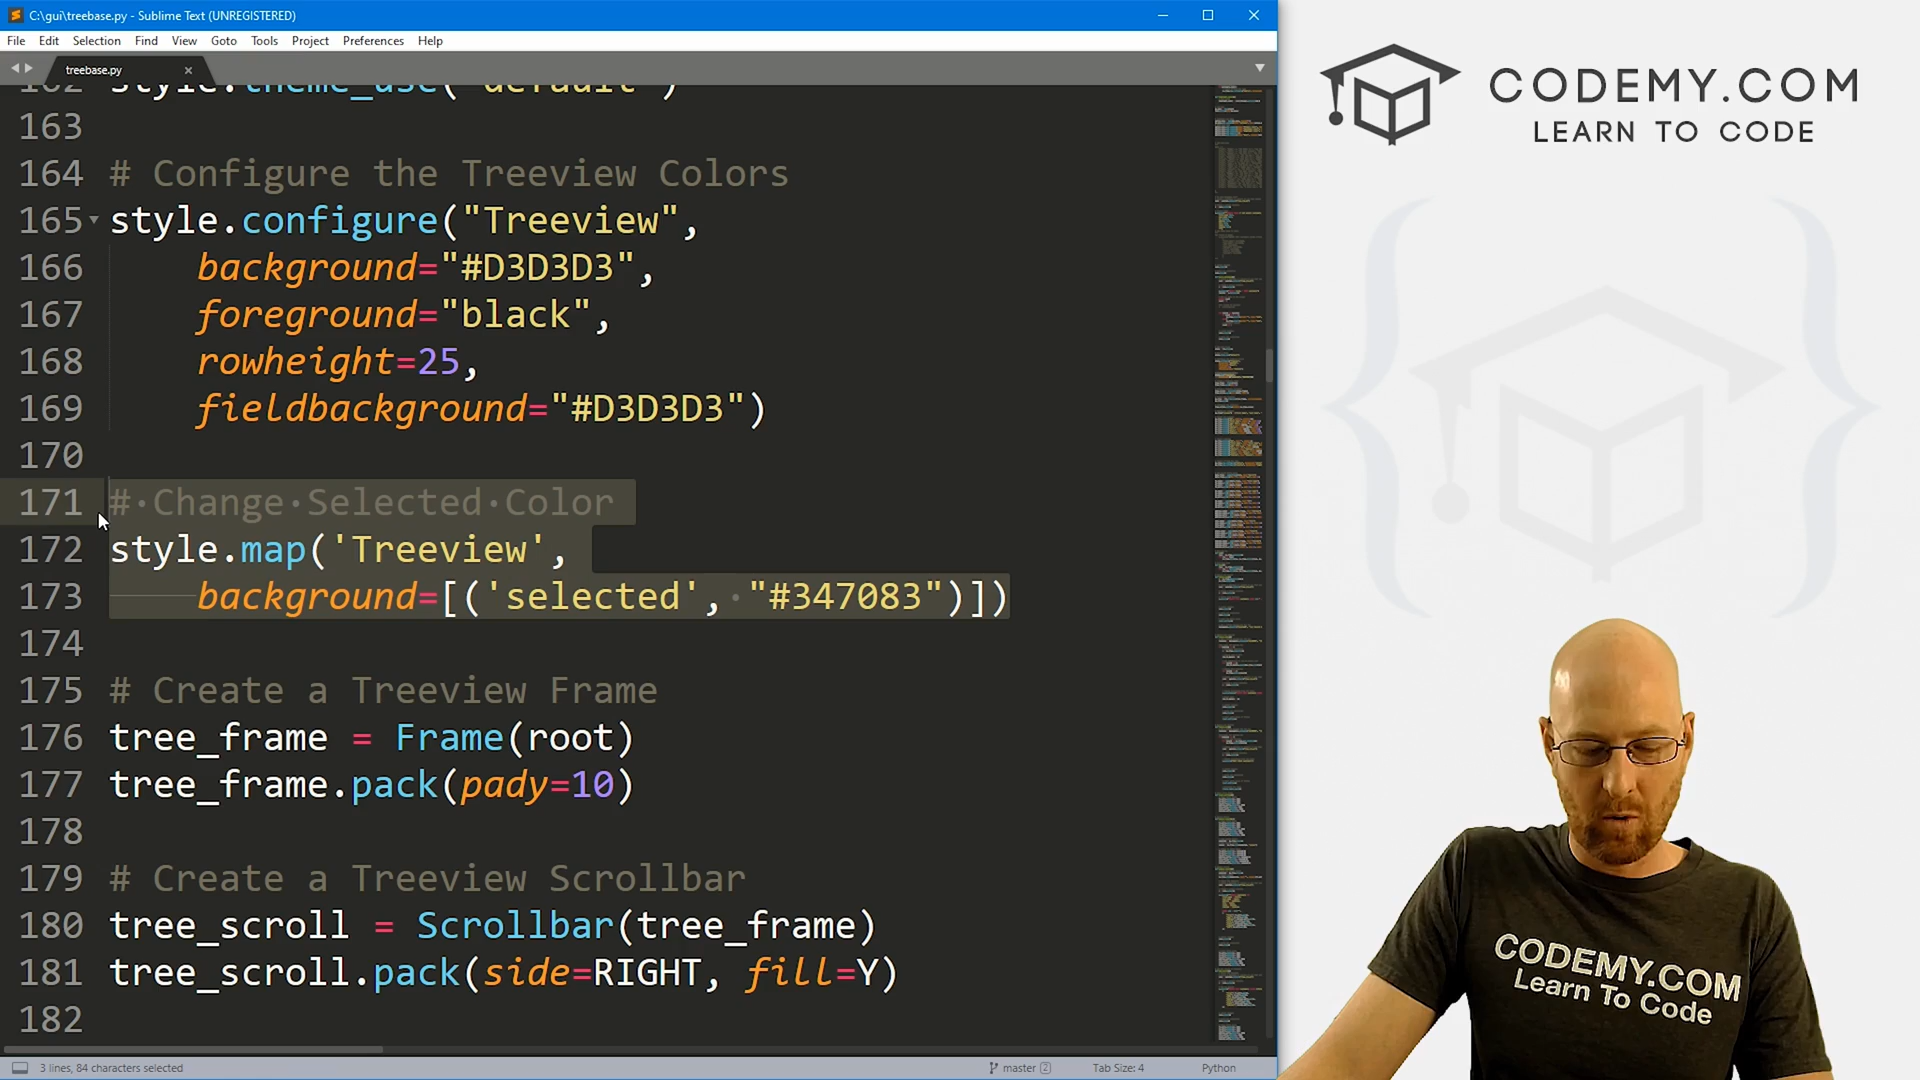 C:\gui\treebase.py - Sublime Text (UNREGISTERED)
File Edit Selection Find View Goto Tools Project Preferences Help
treebase.py
162 style.theme_use('default')
163
164 # Configure the Treeview Colors
165 style.configure("Treeview",
166 background="#D3D3D3",
167 foreground="black",
168 rowheight=25,
169 fieldbackground="#D3D3D3")
170
171 # Change Selected Color
172 style.map('Treeview',
173 background=[('selected', "#347083")])
174
175 # Create a Treeview Frame
176 tree_frame = Frame(root)
177 tree_frame.pack(pady=10)
178
179 # Create a Treeview Scrollbar
180 tree_scroll = Scrollbar(tree_frame)
181 tree_scroll.pack(side=RIGHT, fill=Y)
182
3 lines, 84 characters selected
master 2
Tab Size: 4
Python
CODEMY.COM
LEARN TO CODE
CODEMY.COM
Learn To Code